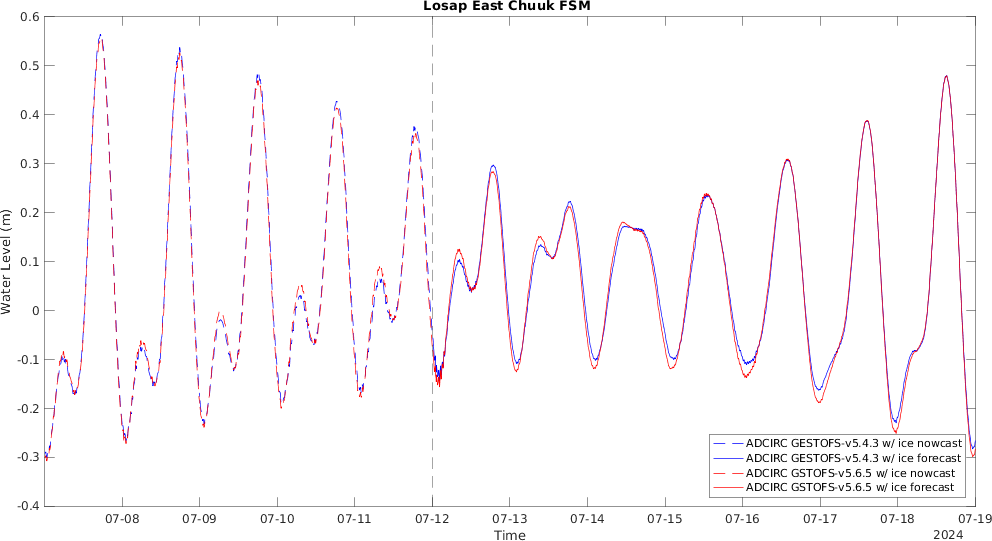 Losap East Chuuk FSM
0.6
0.5
0.4
0.3
0.2
0.1
0
-0.1
-0.2
-0.3
-0.4
Water Level (m)
ADCIRC GESTOFS-v5.4.3 w/ ice nowcast
ADCIRC GESTOFS-v5.4.3 w/ ice forecast
ADCIRC GSTOFS-v5.6.5 w/ ice nowcast
ADCIRC GSTOFS-v5.6.5 w/ ice forecast
07-08 07-09 07-10 07-11 07-12 07-13 07-14 07-15 07-16 07-17 07-18 07-19
Time
2024